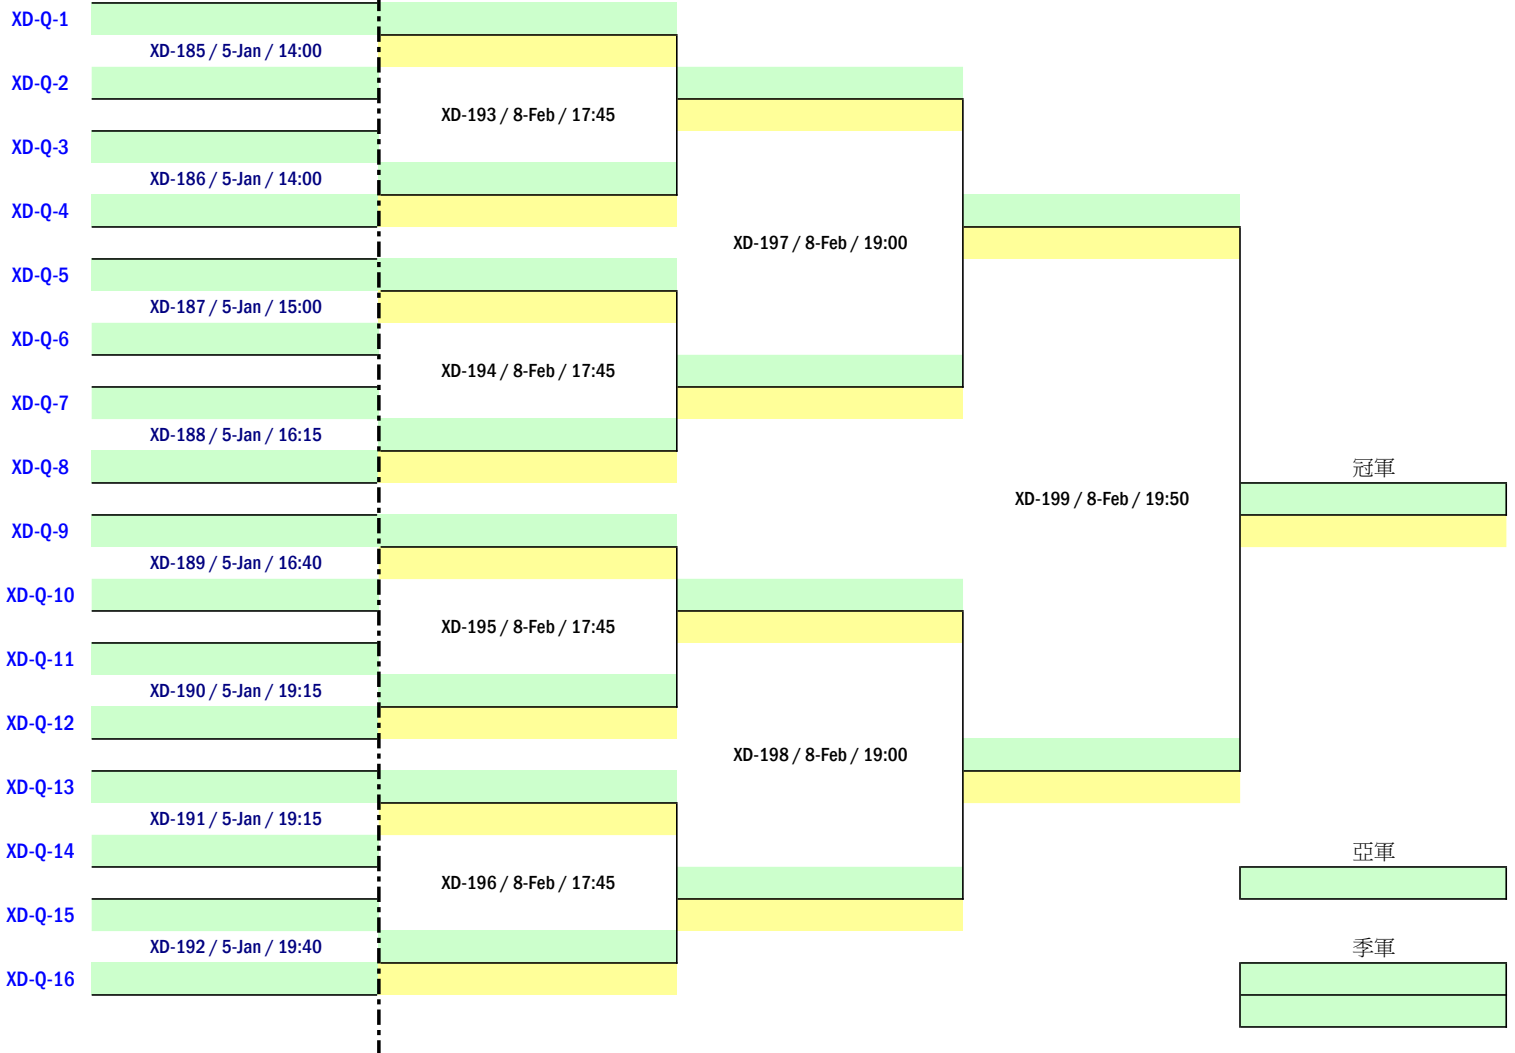 XD-Q-1
XD-185 / 5-Jan / 14:00
XD-Q-2
XD-193 / 8-Feb / 17:45
XD-Q-3
XD-186 / 5-Jan / 14:00
XD-Q-4
XD-197 / 8-Feb / 19:00
XD-Q-5
XD-187 / 5-Jan / 15:00
XD-Q-6
XD-194 / 8-Feb / 17:45
XD-Q-7
XD-188 / 5-Jan / 16:15
XD-Q-8
冠軍
XD-199 / 8-Feb / 19:50
XD-Q-9
XD-189 / 5-Jan / 16:40
XD-Q-10
XD-195 / 8-Feb / 17:45
XD-Q-11
XD-190 / 5-Jan / 19:15
XD-Q-12
XD-198 / 8-Feb / 19:00
XD-Q-13
XD-191 / 5-Jan / 19:15
XD-Q-14
亞軍
XD-196 / 8-Feb / 17:45
XD-Q-15
XD-192 / 5-Jan / 19:40
季軍
XD-Q-16